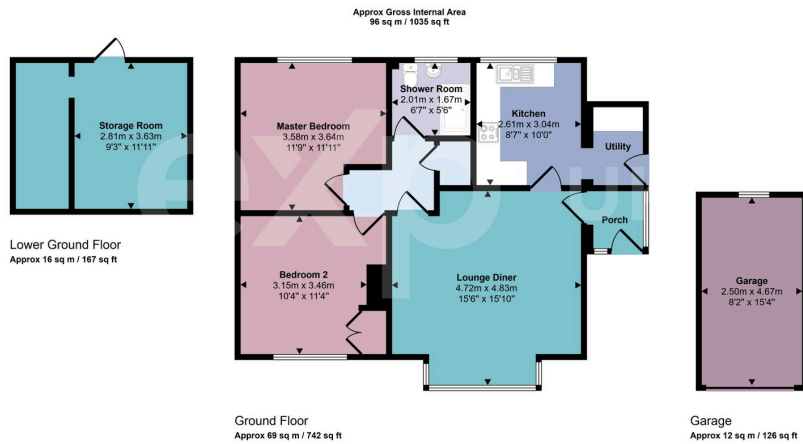 Approx Gross Internal Area
96 sq m / 1035 sq ft
Storage Room
2.81m x 3.63m
9'3" x 11'11"
Lower Ground Floor
Approx 16 sq m / 167 sq ft
Master Bedroom
3.58m x 3.64m
11'9" x 11'11"
Shower Room
2.01m x 1.67m
6'7" x 5'6"
Kitchen
2.61m x 3.04m
8'7" x 10'0"
Utility
Porch
Bedroom 2
3.15m x 3.46m
10'4" x 11'4"
Lounge Diner
4.72m x 4.83m
15'6" x 15'10"
Ground Floor
Approx 69 sq m / 742 sq ft
Garage
2.50m x 4.67m
8'2" x 15'4"
Garage
Approx 12 sq m / 126 sq ft
exp